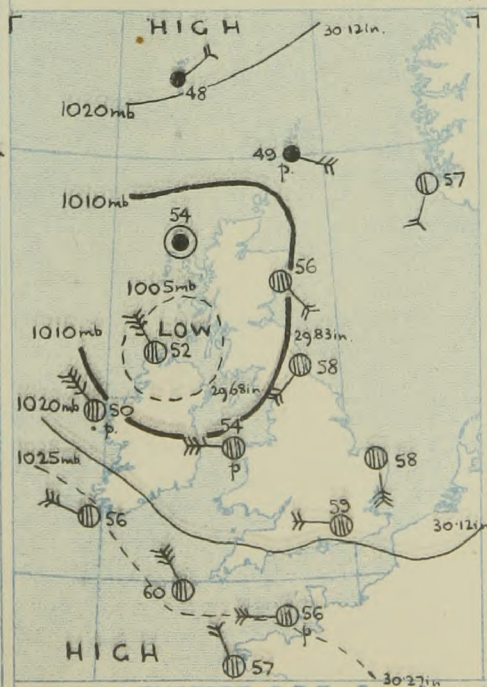 HIGH
30·12in.
48
1020mb
49
p.
57
1010mb
54
56
1005mb
LOW
1010mb
52
29,83in.
58
29,68in.
1020mb
50
p.
54
p
1025mb
58
56
59
30·12in.
60
56
p
HIGH
57
30·27in.